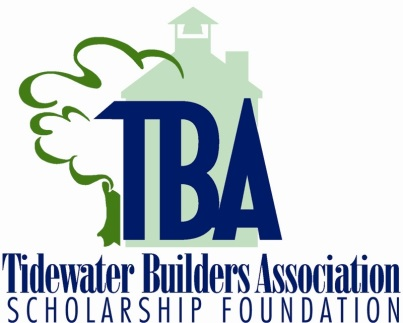 TBA
Tidewater Builders Association
SCHOLARSHIP FOUNDATION